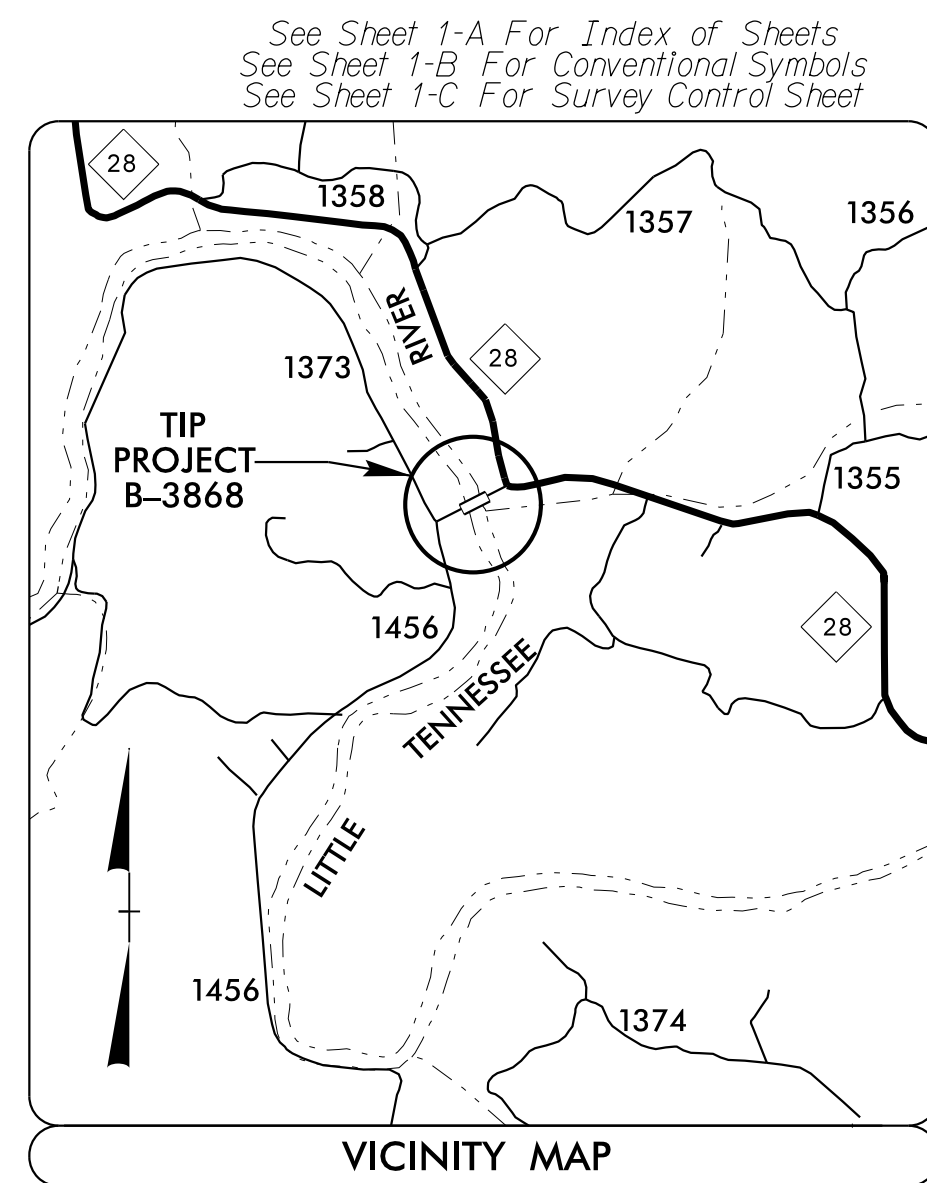 See Sheet 1-A For Index of Sheets
See Sheet 1-B For Conventional Symbols
See Sheet 1-C For Survey Control Sheet
28
1358
1357
1356
RIVER
28
1373
TIP
PROJECT
B–3868
1355
1456
28
TENNESSEE
LITTLE
1456
1374
VICINITY MAP